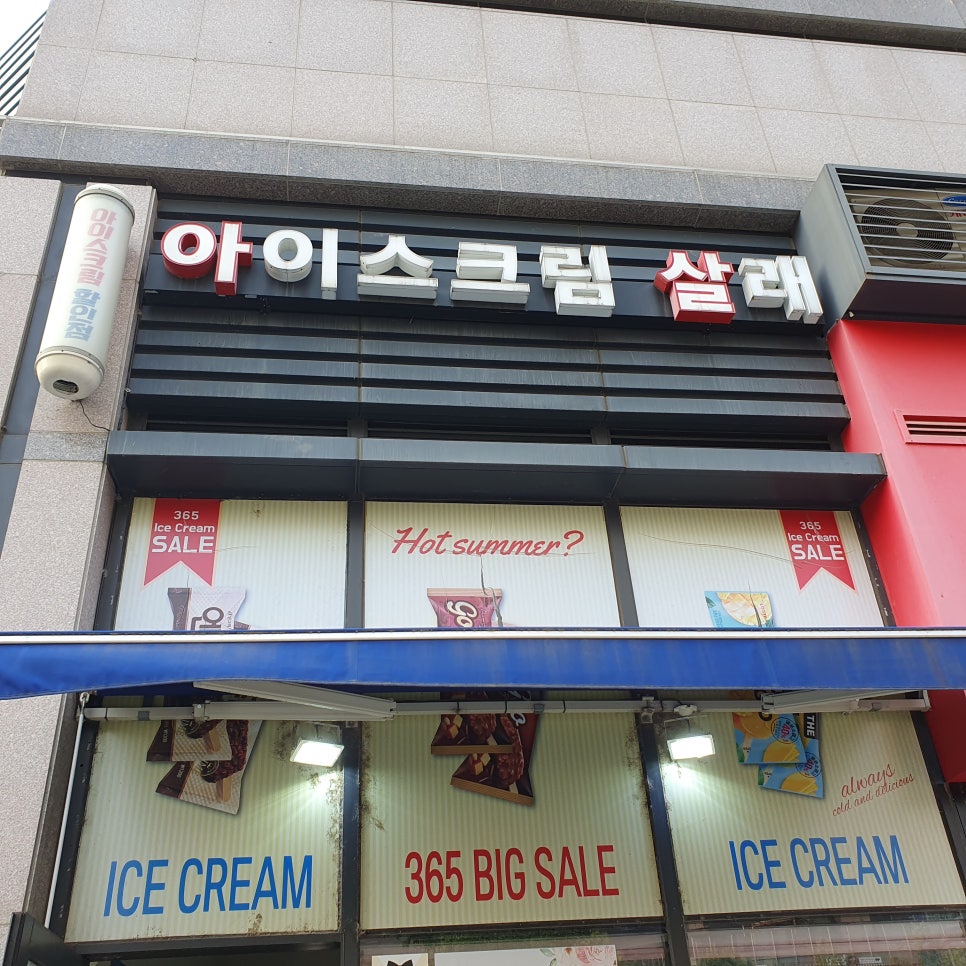 아이스크림 할인점
아이스크림 살래
365
Ice Cream
SALE
Hot summer?
365
Ice Cream
SALE
always
cold and delicious
ICE CREAM
365 BIG SALE
ICE CREAM